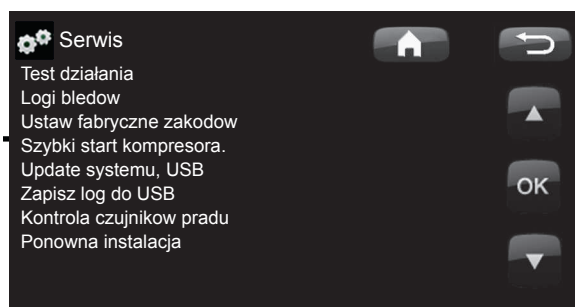 Serwis
Test działania
Logi bledow
Ustaw fabryczne zakodow
Szybki start kompresora.
Update systemu, USB
OK
Zapisz log do USB
Kontrola czujnikow pradu
Ponowna instalacja